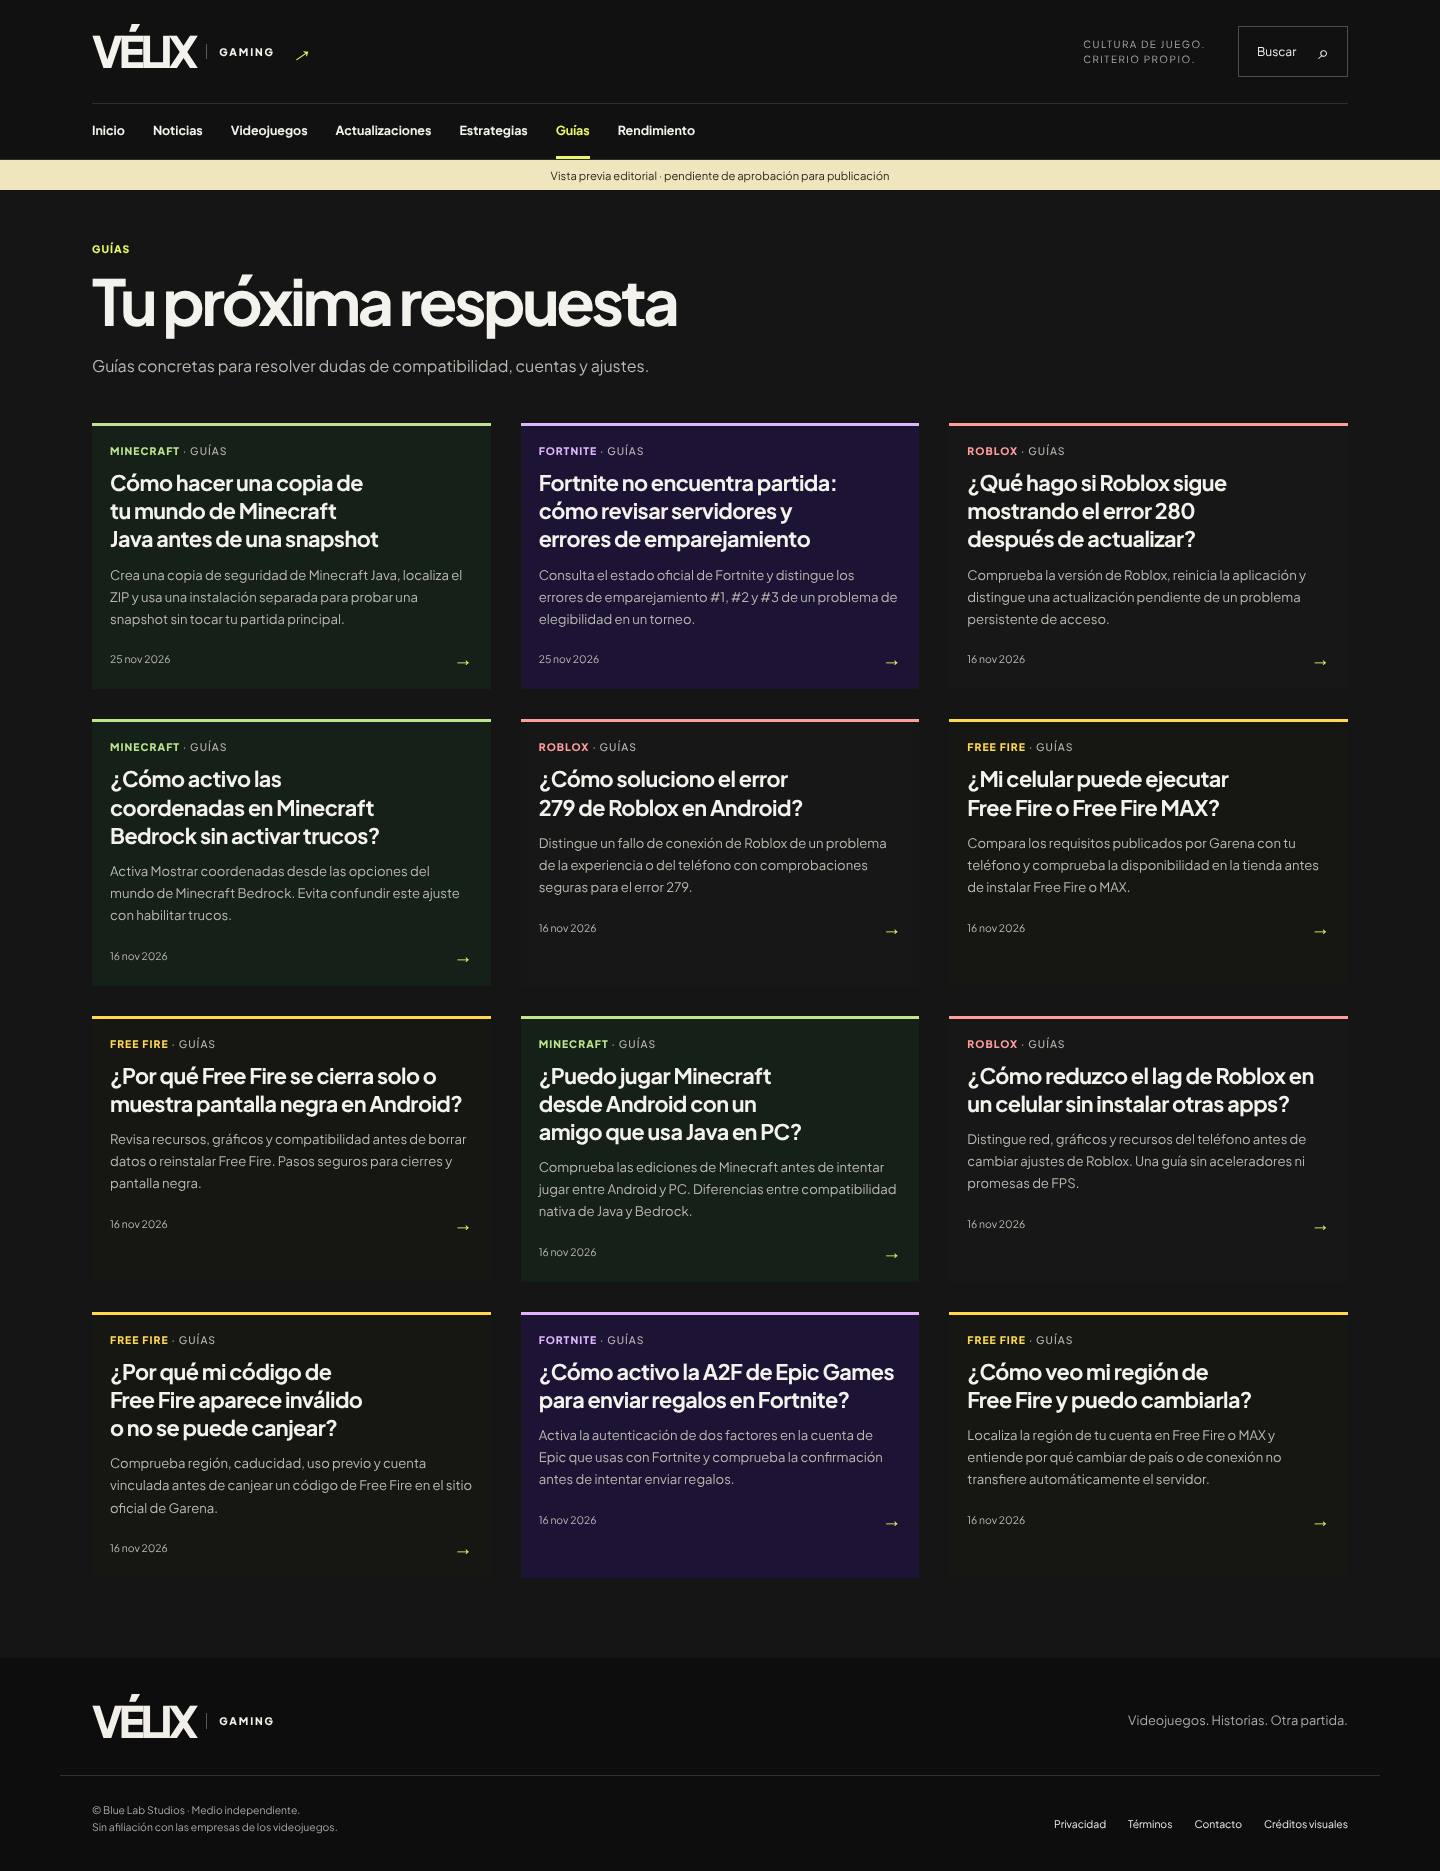 VÉLIX GAMING
CULTURA DE JUEGO.
CRITERIO PROPIO.
Buscar
Inicio Noticias Videojuegos Actualizaciones Estrategias Guías Rendimiento
Vista previa editorial · pendiente de aprobación para publicación
GUÍAS
Tu próxima respuesta
Guías concretas para resolver dudas de compatibilidad, cuentas y ajustes.
MINECRAFT · GUÍAS
Cómo hacer una copia de
tu mundo de Minecraft
Java antes de una snapshot
Crea una copia de seguridad de Minecraft Java, localiza el
ZIP y usa una instalación separada para probar una
snapshot sin tocar tu partida principal.
25 nov 2026 →
FORTNITE · GUÍAS
Fortnite no encuentra partida:
cómo revisar servidores y
errores de emparejamiento
Consulta el estado oficial de Fortnite y distingue los
errores de emparejamiento #1, #2 y #3 de un problema de
elegibilidad en un torneo.
25 nov 2026 →
ROBLOX · GUÍAS
¿Qué hago si Roblox sigue
mostrando el error 280
después de actualizar?
Comprueba la versión de Roblox, reinicia la aplicación y
distingue una actualización pendiente de un problema
persistente de acceso.
16 nov 2026 →
MINECRAFT · GUÍAS
¿Cómo activo las
coordenadas en Minecraft
Bedrock sin activar trucos?
Activa Mostrar coordenadas desde las opciones del
mundo de Minecraft Bedrock. Evita confundir este ajuste
con habilitar trucos.
16 nov 2026 →
ROBLOX · GUÍAS
¿Cómo soluciono el error
279 de Roblox en Android?
Distingue un fallo de conexión de Roblox de un problema
de la experiencia o del teléfono con comprobaciones
seguras para el error 279.
16 nov 2026 →
FREE FIRE · GUÍAS
¿Mi celular puede ejecutar
Free Fire o Free Fire MAX?
Compara los requisitos publicados por Garena con tu
teléfono y comprueba la disponibilidad en la tienda antes
de instalar Free Fire o MAX.
16 nov 2026 →
FREE FIRE · GUÍAS
¿Por qué Free Fire se cierra solo o
muestra pantalla negra en Android?
Revisa recursos, gráficos y compatibilidad antes de borrar
datos o reinstalar Free Fire. Pasos seguros para cierres y
pantalla negra.
16 nov 2026 →
MINECRAFT · GUÍAS
¿Puedo jugar Minecraft
desde Android con un
amigo que usa Java en PC?
Comprueba las ediciones de Minecraft antes de intentar
jugar entre Android y PC. Diferencias entre compatibilidad
nativa de Java y Bedrock.
16 nov 2026 →
ROBLOX · GUÍAS
¿Cómo reduzco el lag de Roblox en
un celular sin instalar otras apps?
Distingue red, gráficos y recursos del teléfono antes de
cambiar ajustes de Roblox. Una guía sin aceleradores ni
promesas de FPS.
16 nov 2026 →
FREE FIRE · GUÍAS
¿Por qué mi código de
Free Fire aparece inválido
o no se puede canjear?
Comprueba región, caducidad, uso previo y cuenta
vinculada antes de canjear un código de Free Fire en el sitio
oficial de Garena.
16 nov 2026 →
FORTNITE · GUÍAS
¿Cómo activo la A2F de Epic Games
para enviar regalos en Fortnite?
Activa la autenticación de dos factores en la cuenta de
Epic que usas con Fortnite y comprueba la confirmación
antes de intentar enviar regalos.
16 nov 2026 →
FREE FIRE · GUÍAS
¿Cómo veo mi región de
Free Fire y puedo cambiarla?
Localiza la región de tu cuenta en Free Fire o MAX y
entiende por qué cambiar de país o de conexión no
transfiere automáticamente el servidor.
16 nov 2026 →
VÉLIX GAMING
Videojuegos. Historias. Otra partida.
© Blue Lab Studios · Medio independiente.
Sin afiliación con las empresas de los videojuegos.
Privacidad Términos Contacto Créditos visuales